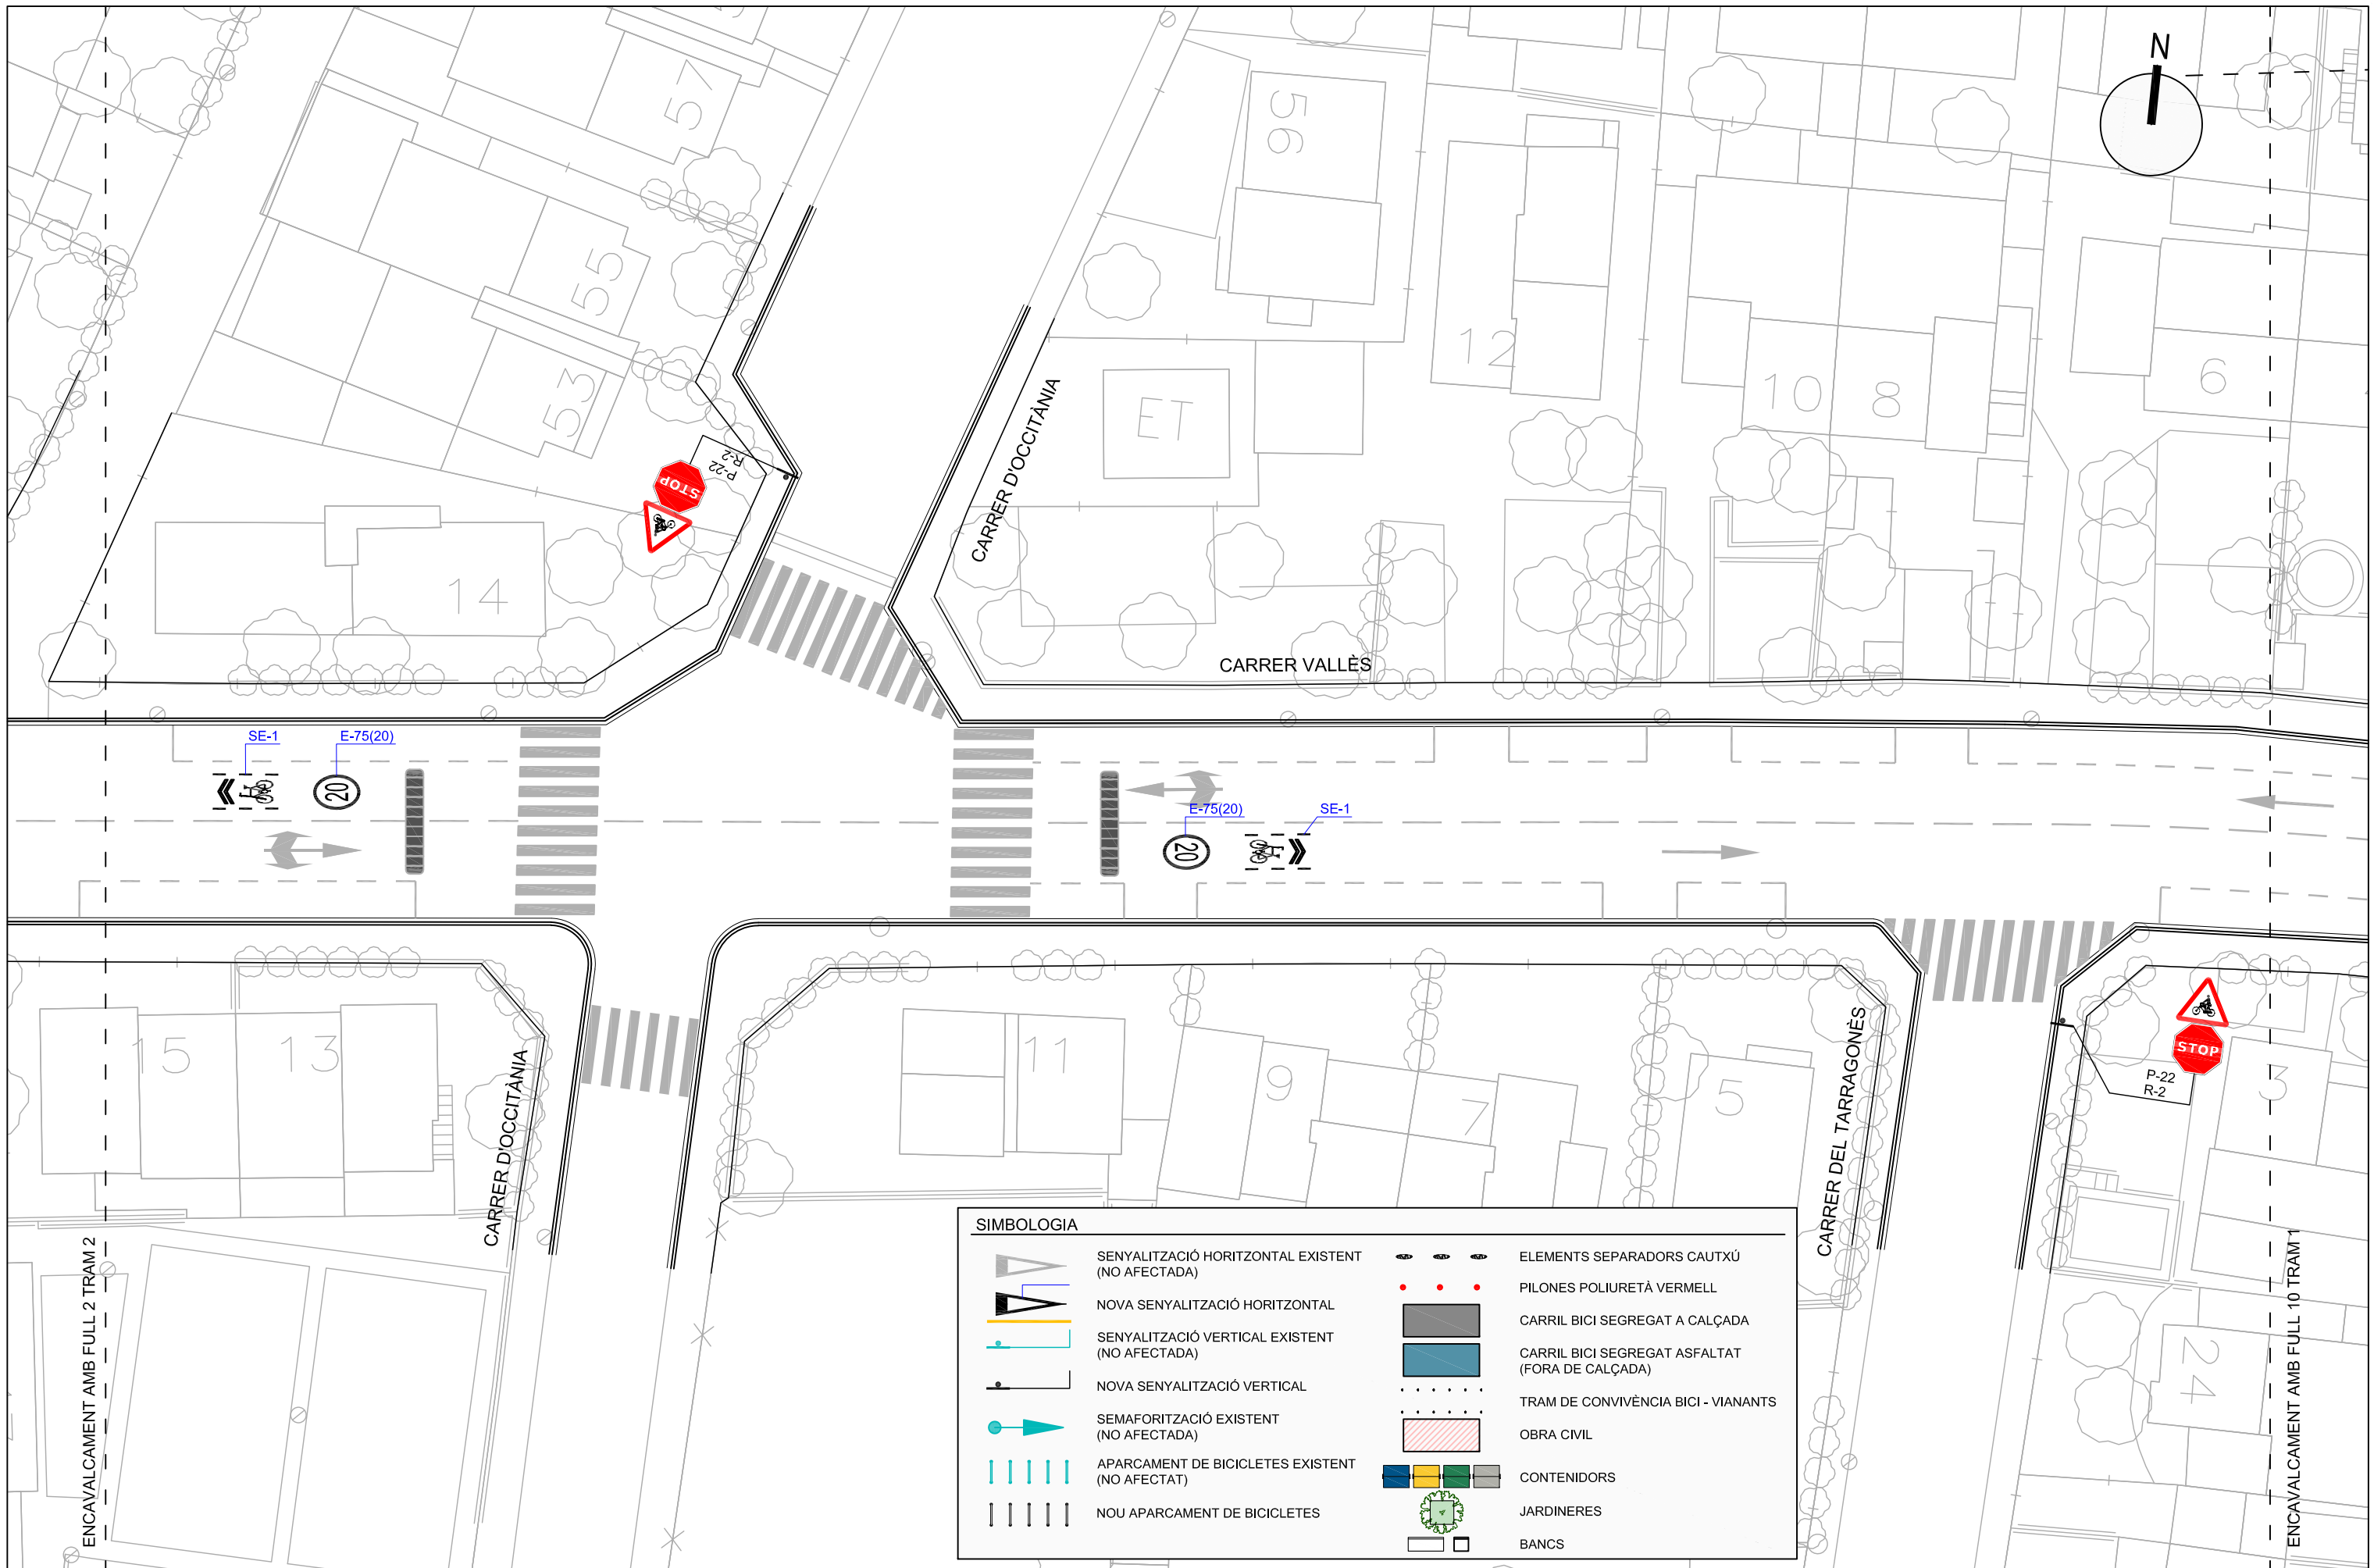 N
57
56
55
53
12
10
8
6
ET
14
P-22
R-2
STOP
CARRER D'OCCITÀNIA
CARRER VALLÈS
SE-1
E-75(20)
20
E-75(20)
SE-1
20
15
13
11
9
7
5
3
24
STOP
P-22
R-2
CARRER D'OCCITÀNIA
CARRER DEL TARRAGONÈS
ENCAVALCAMENT AMB FULL 2 TRAM 2
ENCAVALCAMENT AMB FULL 10 TRAM 1
SIMBOLOGIA
SENYALITZACIÓ HORITZONTAL EXISTENT
(NO AFECTADA)
NOVA SENYALITZACIÓ HORITZONTAL
SENYALITZACIÓ VERTICAL EXISTENT
(NO AFECTADA)
NOVA SENYALITZACIÓ VERTICAL
SEMAFORITZACIÓ EXISTENT
(NO AFECTADA)
APARCAMENT DE BICICLETES EXISTENT
(NO AFECTAT)
NOU APARCAMENT DE BICICLETES
ELEMENTS SEPARADORS CAUTXÚ
PILONES POLIURETÀ VERMELL
CARRIL BICI SEGREGAT A CALÇADA
CARRIL BICI SEGREGAT ASFALTAT
(FORA DE CALÇADA)
TRAM DE CONVIVÈNCIA BICI - VIANANTS
OBRA CIVIL
CONTENIDORS
JARDINERES
BANCS